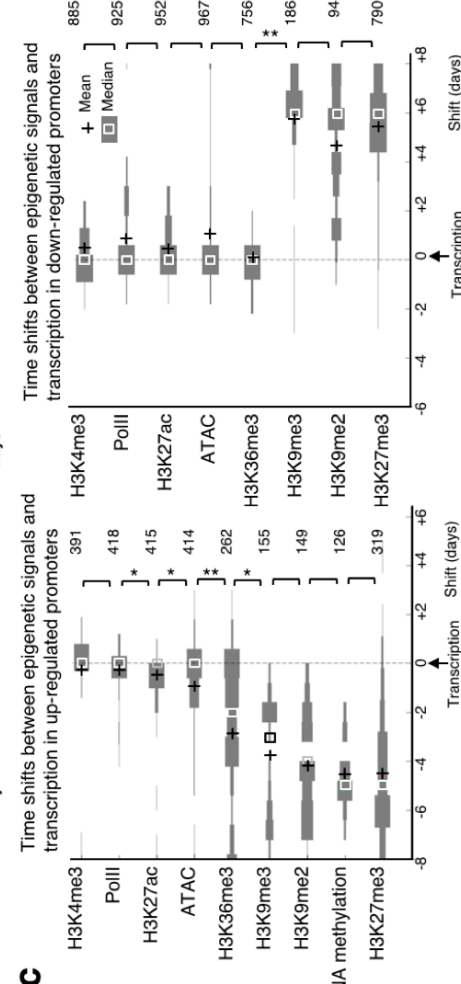 c
Time shifts between epigenetic signals and
transcription in up-regulated promoters
H3K4me3 391
PolII 418
*
H3K27ac 415
*
ATAC 414
**
H3K36me3 262
*
H3K9me3 155
H3K9me2 149
NA methylation 126
H3K27me3 319
-8 -6 -4 -2 0 +2 +4 +6
Transcription Shift (days)
Time shifts between epigenetic signals and
transcription in down-regulated promoters
Mean
Median
H3K4me3 885
PolII 925
H3K27ac 952
ATAC 967
H3K36me3 756
**
H3K9me3 186
H3K9me2 94
H3K27me3 790
-6 -4 -2 0 +2 +4 +6 +8
Transcription Shift (days)